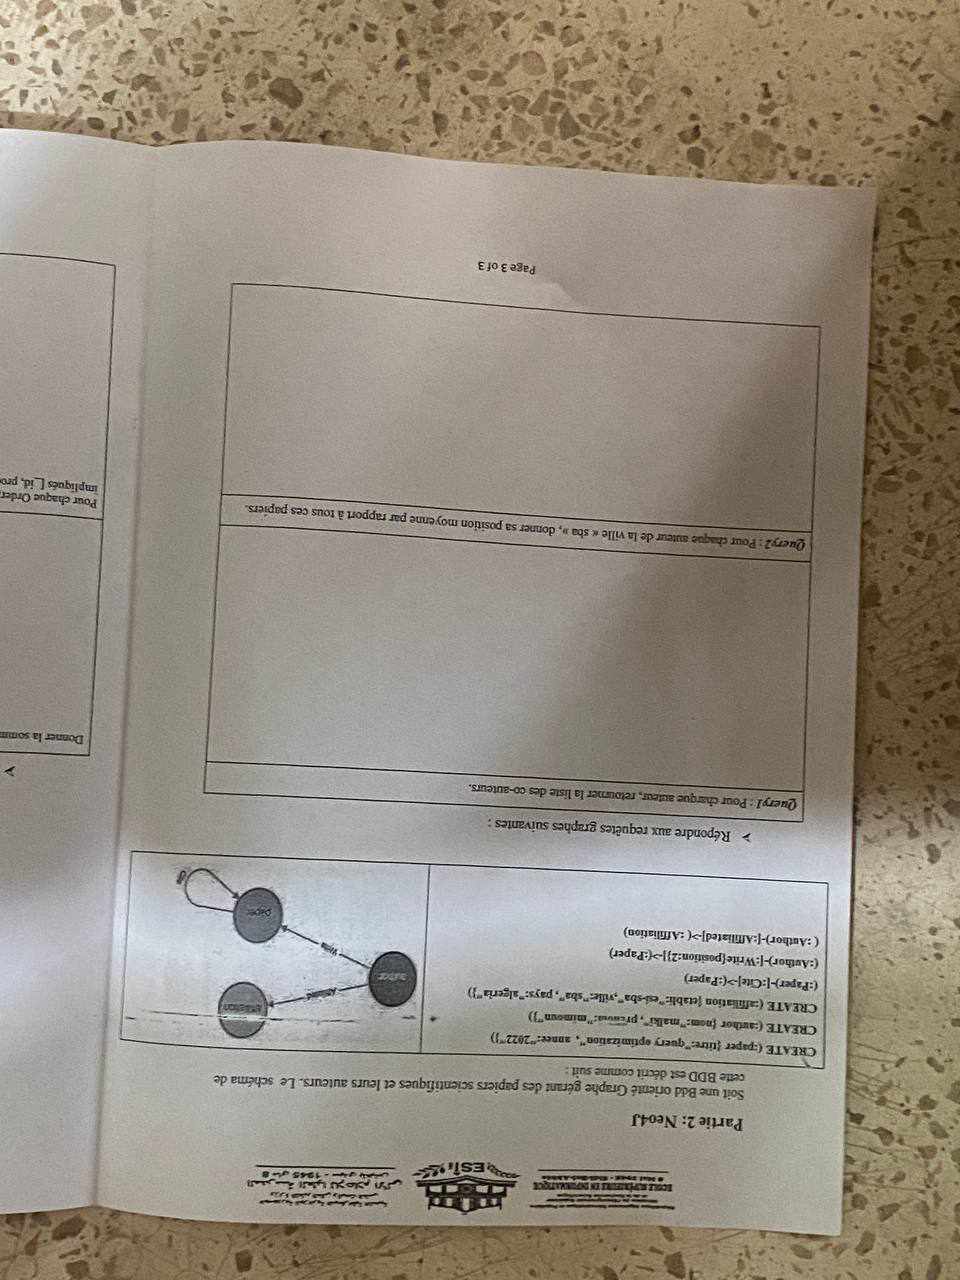 ECOLE SUPÉRIEURE EN INFORMATIQUE
8 Mai 1945 - Sidi-Bel-Abbès
الجمهورية الجزائرية الديمقراطية الشعبية
وزارة التعليم العالي والبحث العلمي
المدرسة العليا للإعلام الآلي
8 ماي 1945 - سيدي بلعباس
ESI
Partie 2: Neo4J
Soit une Bdd orienté Graphe gérant des papiers scientifiques et leurs auteurs. Le schéma de
cette BDD est décrit comme suit :
CREATE (:paper {titre:"query optimization", annee:"2022"})
CREATE (:author {nom:"malki", prénom:"mimoun"})
CREATE (:affiliation {etabli:"esi-sba",ville:"sba", pays:"algeria"})
(:Paper)-[:Cite]->(:Paper)
(:Author)-[:Write{position:2}]->(:Paper)
( :Author)-[:Affiliated]->( :Affiliation)
affiliation
Affiliated
author
Write
paper
➤ Répondre aux requêtes graphes suivantes :
Query1 : Pour charque auteur, retourner la liste des co-auteurs.
Query2 : Pour chaque auteur de la ville « sba », donner sa position moyenne par rapport à tous ces papiers.
Page 3 of 3
➤
Donner la somm
Pour chaque Order,
impliqués [_id, pro